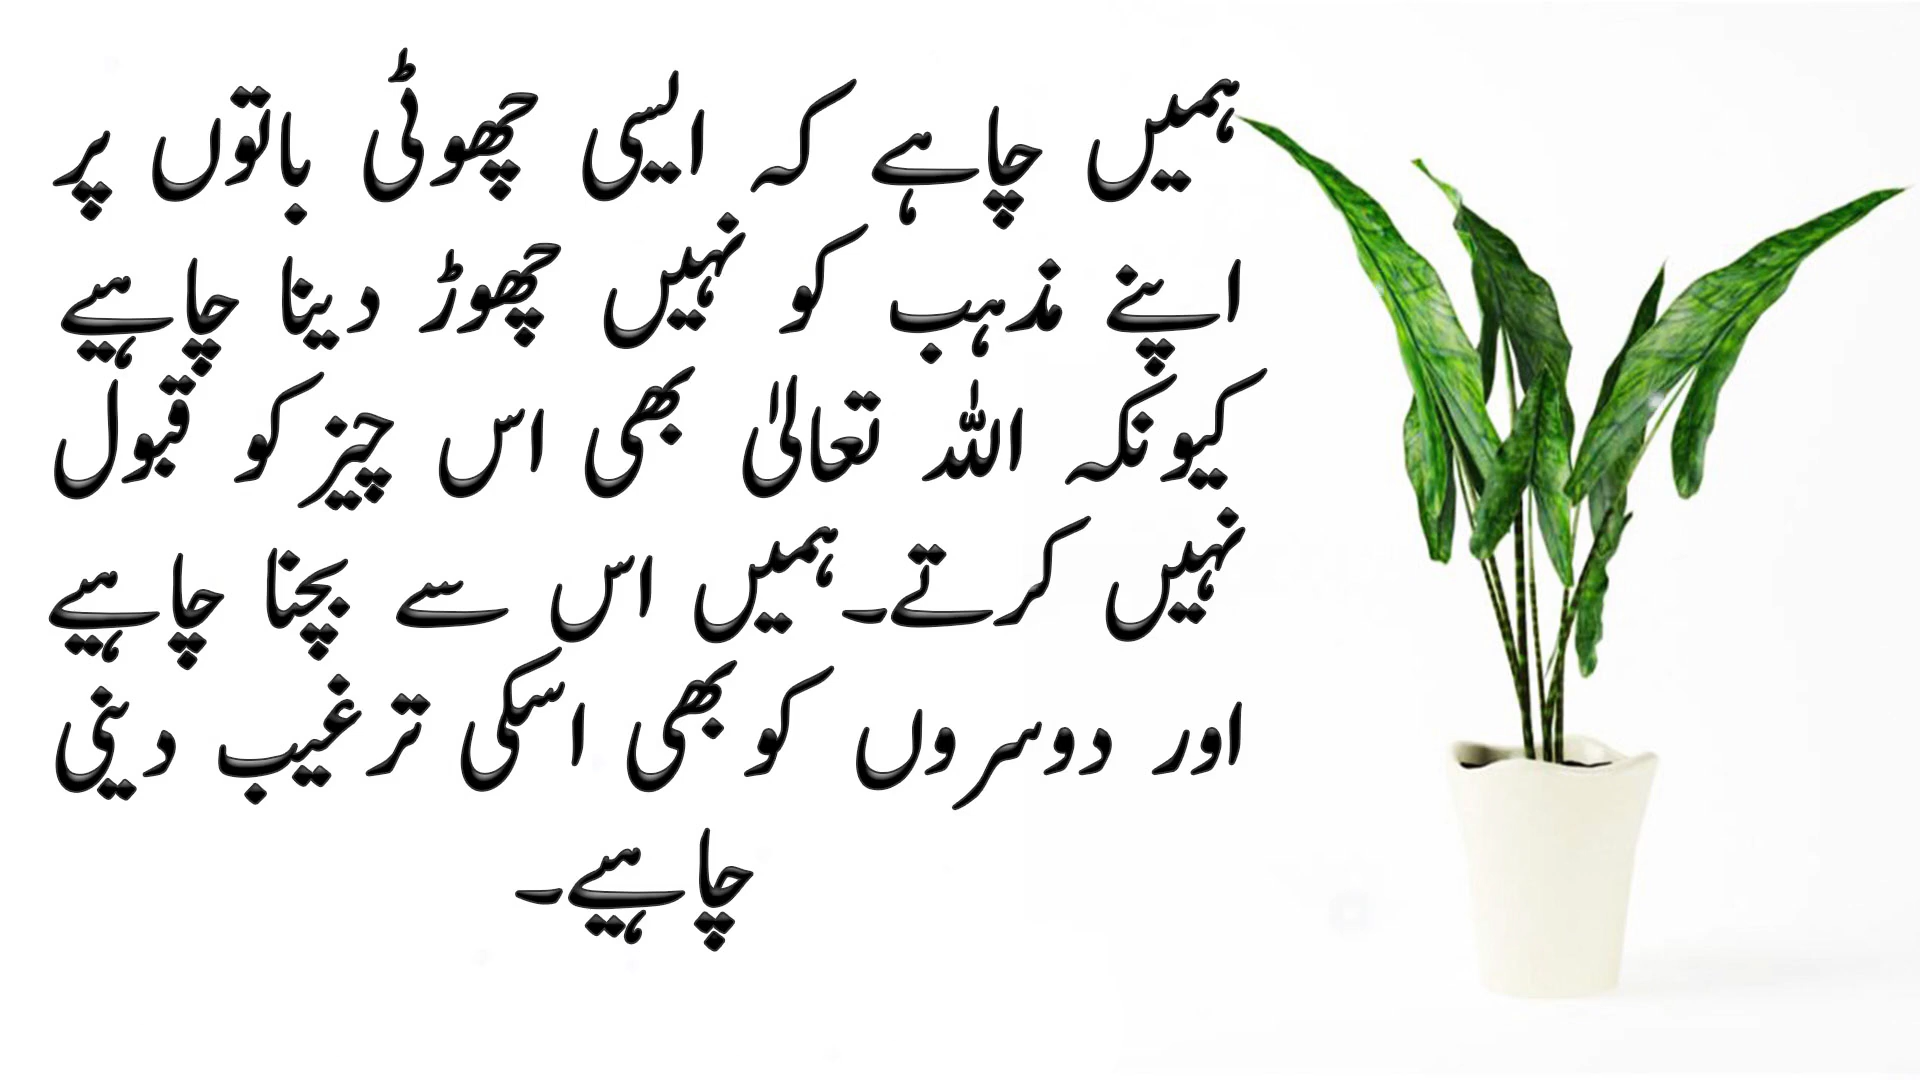 ہمیں چاہے کہ ایسی چھوٹی باتوں پر
اپنے مذہب کو نہیں چھوڑ دینا چاہیے
کیونکہ اللہ تعالیٰ بھی اس چیز کو قبول
نہیں کرتے۔ ہمیں اس سے بچنا چاہیے
اور دوسروں کو بھی اسکی ترغیب دینی
چاہیے۔